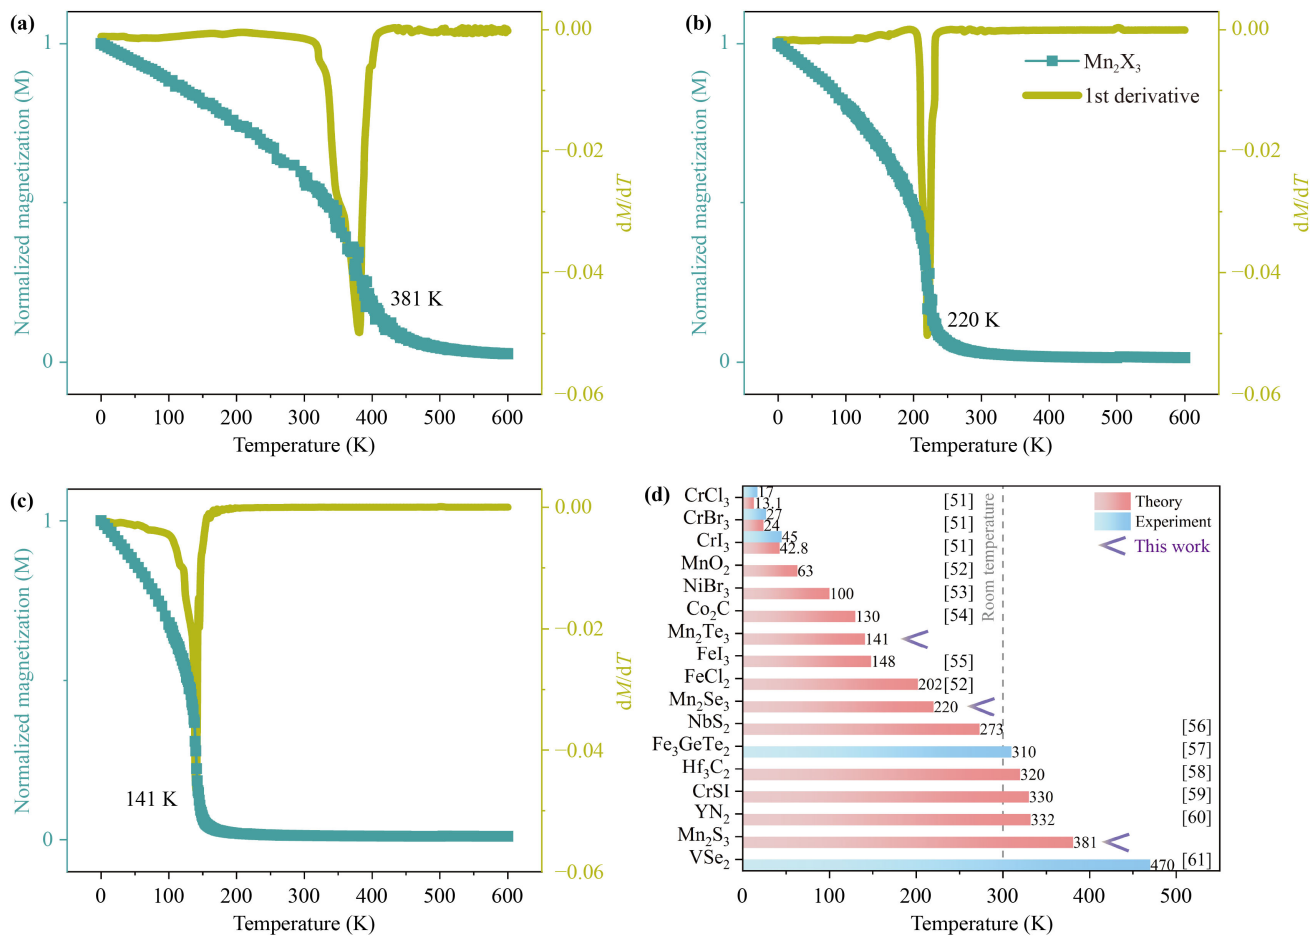 (a)
1
0
Normalized magnetization (M)
0.00
−0.02
−0.04
−0.06
dM/dT
381 K
0 100 200 300 400 500 600
Temperature (K)
(b)
1
0
Normalized magnetization (M)
0.00
−0.02
−0.04
−0.06
dM/dT
Mn₂X₃
1st derivative
220 K
0 100 200 300 400 500 600
Temperature (K)
(c)
1
0
Normalized magnetization (M)
0.00
−0.02
−0.04
−0.06
dM/dT
141 K
0 100 200 300 400 500 600
Temperature (K)
(d)
Theory
Experiment
This work
Room temperature
CrCl₃ 17 13.1 [51]
CrBr₃ 27 24 [51]
CrI₃ 45 42.8 [51]
MnO₂ 63 [52]
NiBr₃ 100 [53]
Co₂C 130 [54]
Mn₂Te₃ 141
FeI₃ 148 [55]
FeCl₂ 202 [52]
Mn₂Se₃ 220
NbS₂ 273 [56]
Fe₃GeTe₂ 310 [57]
Hf₃C₂ 320 [58]
CrSI 330 [59]
YN₂ 332 [60]
Mn₂S₃ 381
VSe₂ 470 [61]
0 100 200 300 400 500
Temperature (K)